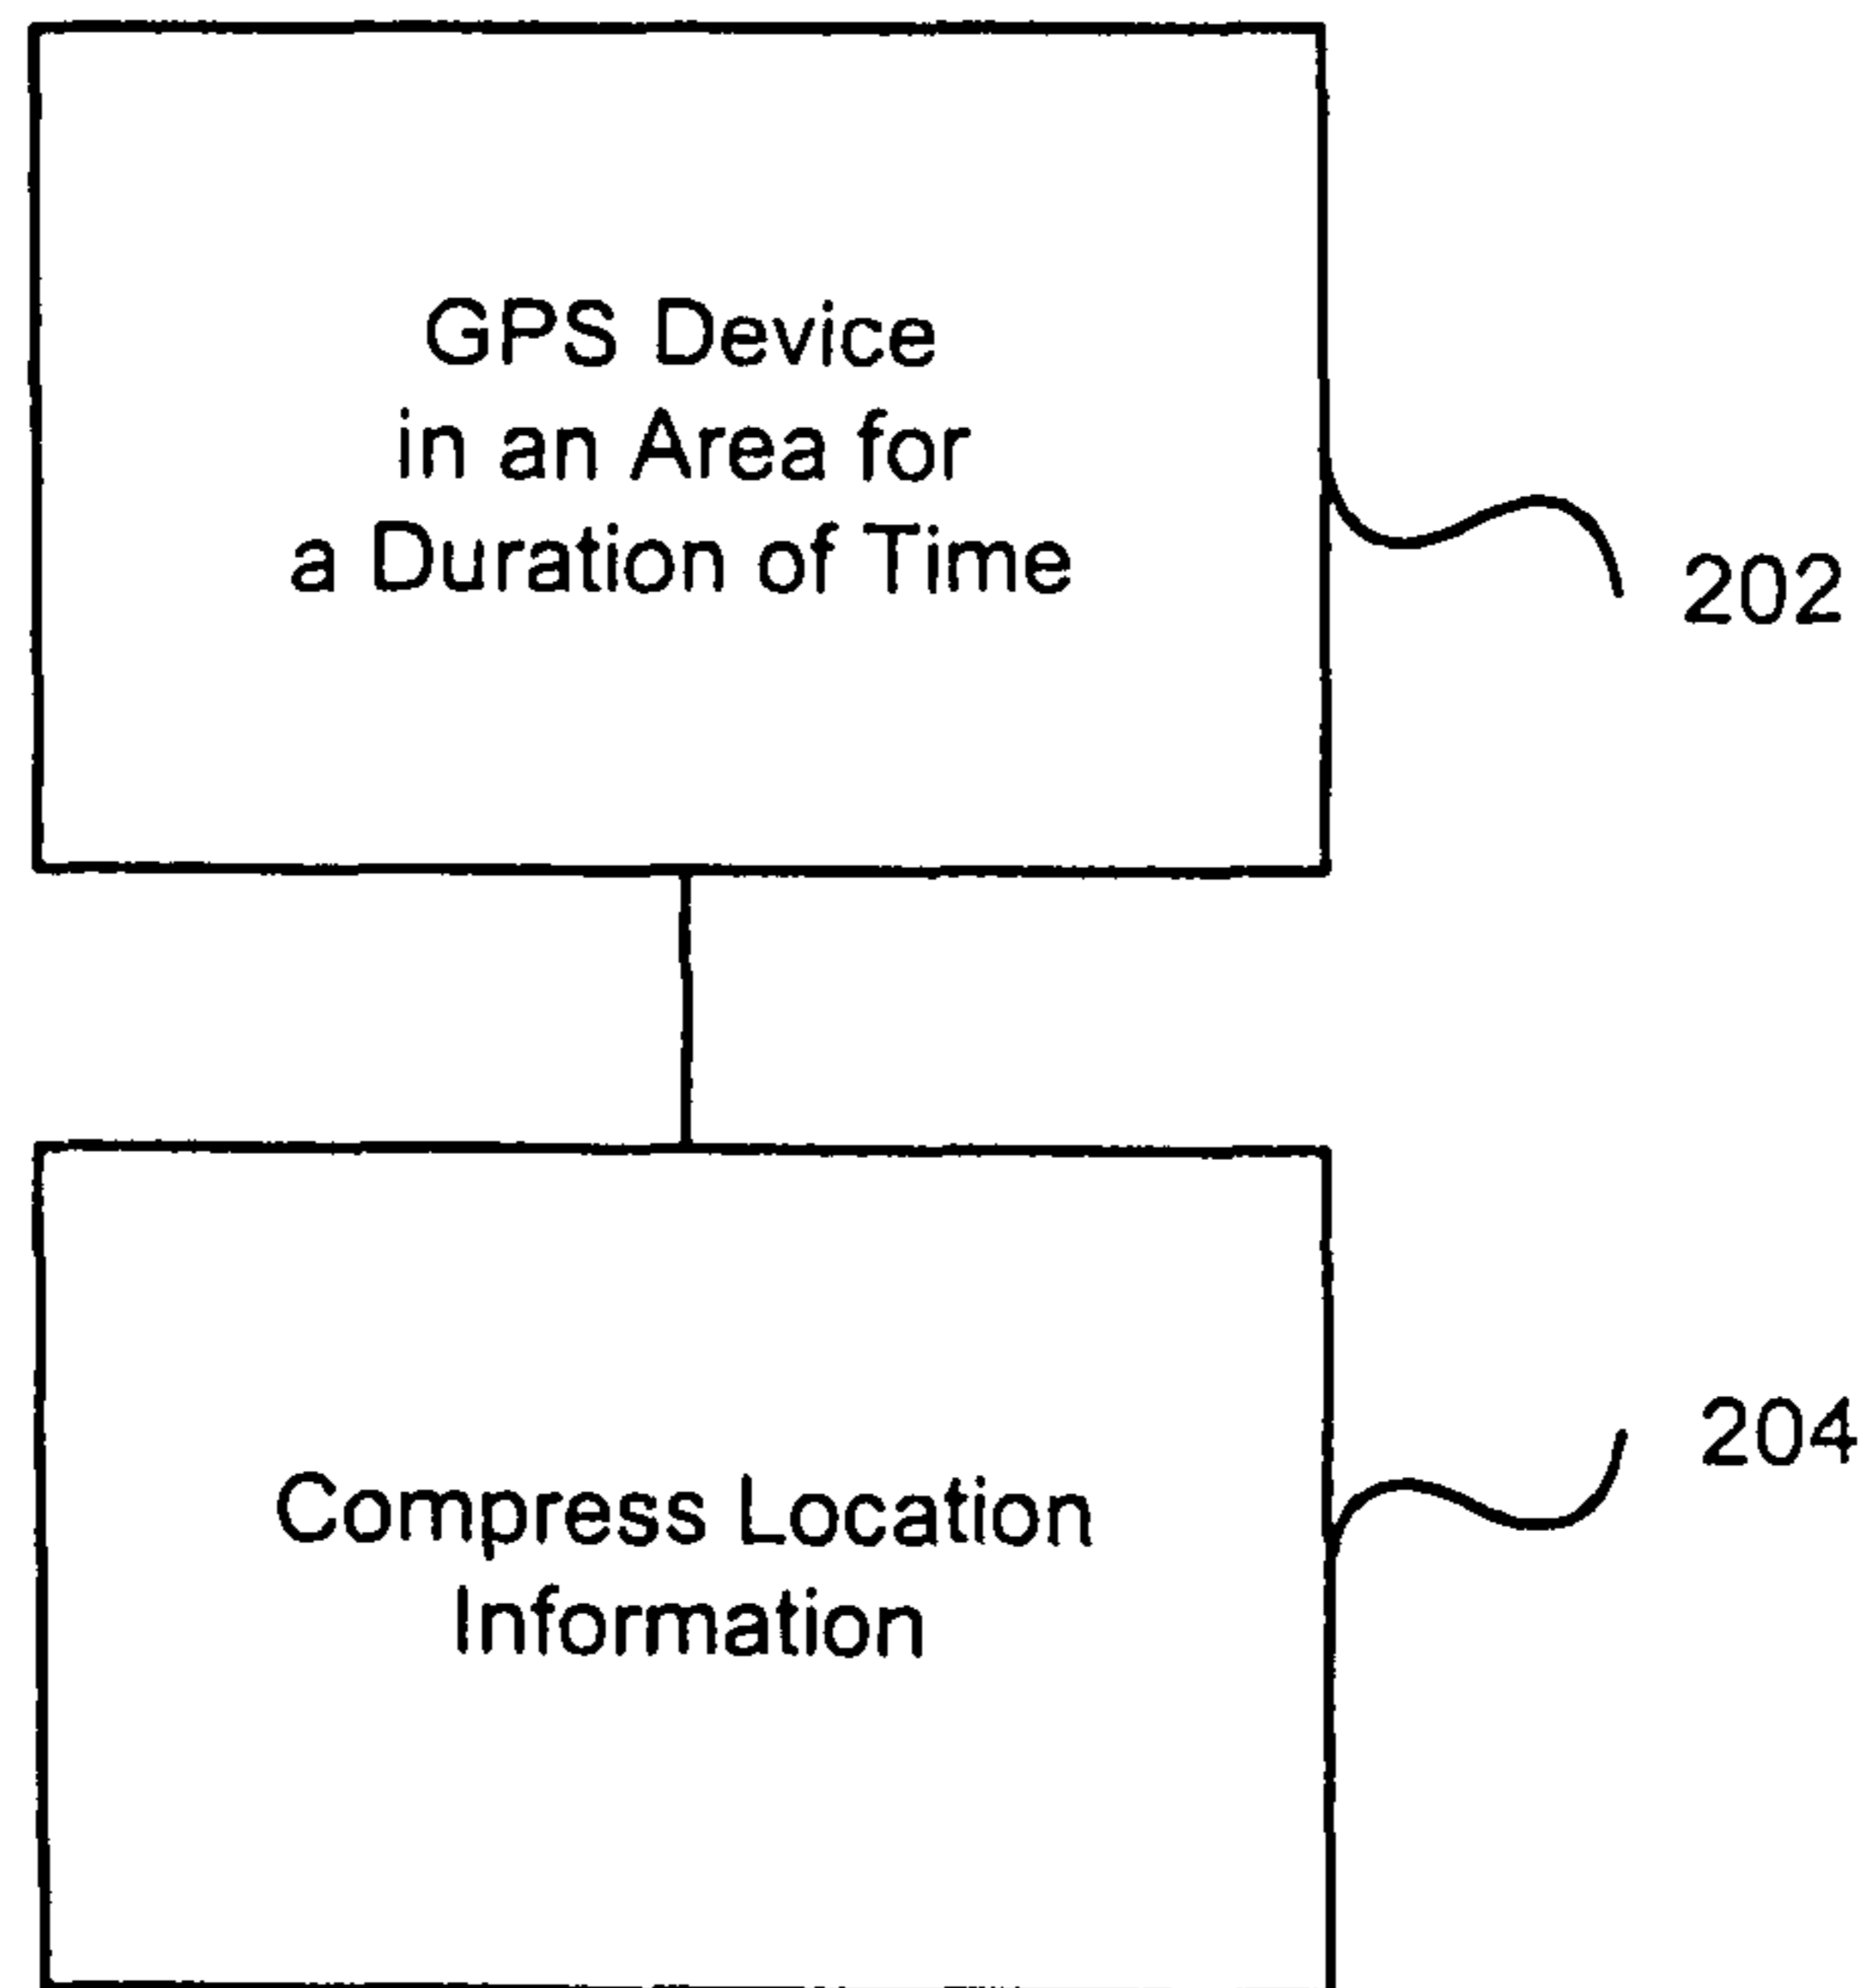 GPS Device
in an Area for
a Duration of Time
202
204
Compress Location
Information